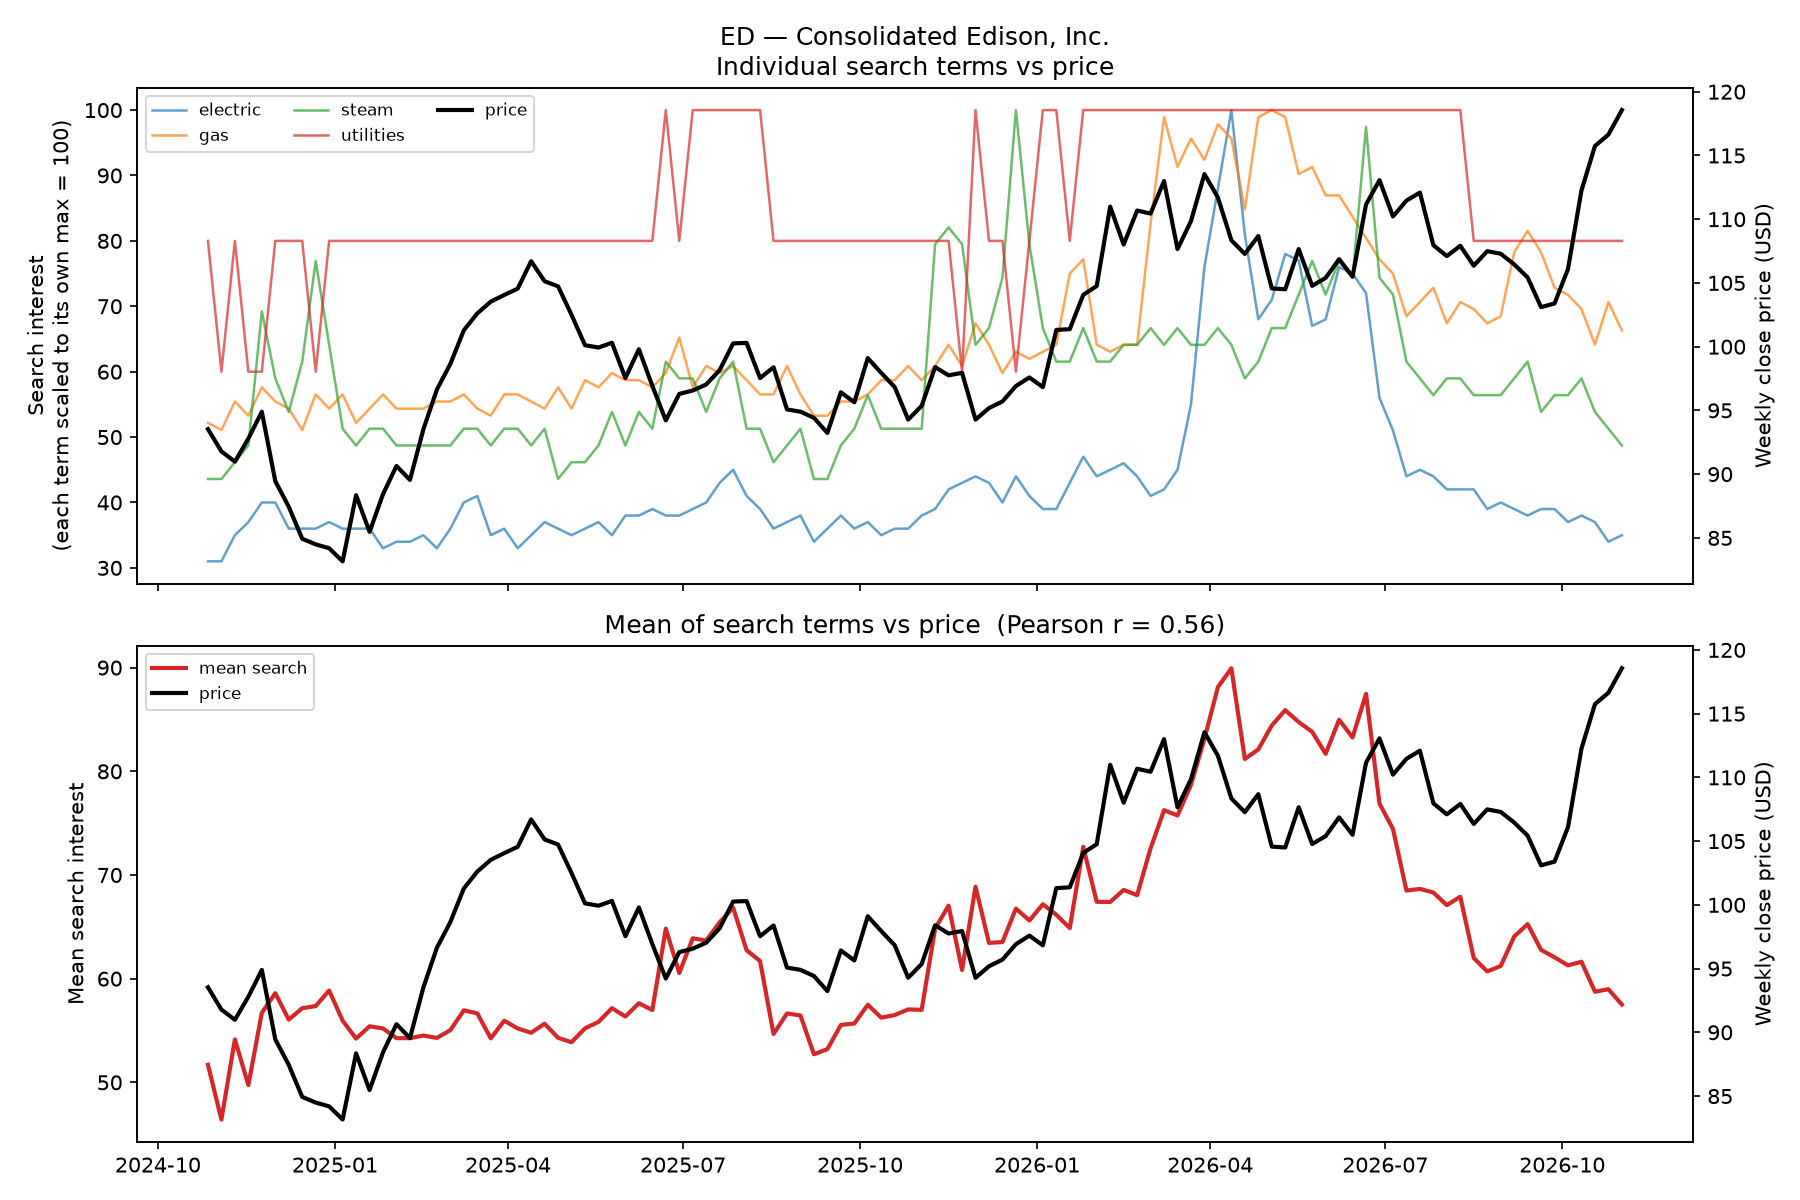 ED — Consolidated Edison, Inc.
Individual search terms vs price
electric
gas
steam
utilities
price
Search interest
(each term scaled to its own max = 100)
100
90
80
70
60
50
40
30
120
115
110
105
100
95
90
85
Weekly close price (USD)
Mean of search terms vs price (Pearson r = 0.56)
mean search
price
Mean search interest
90
80
70
60
50
120
115
110
105
100
95
90
85
Weekly close price (USD)
2024-10
2025-01
2025-04
2025-07
2025-10
2026-01
2026-04
2026-07
2026-10